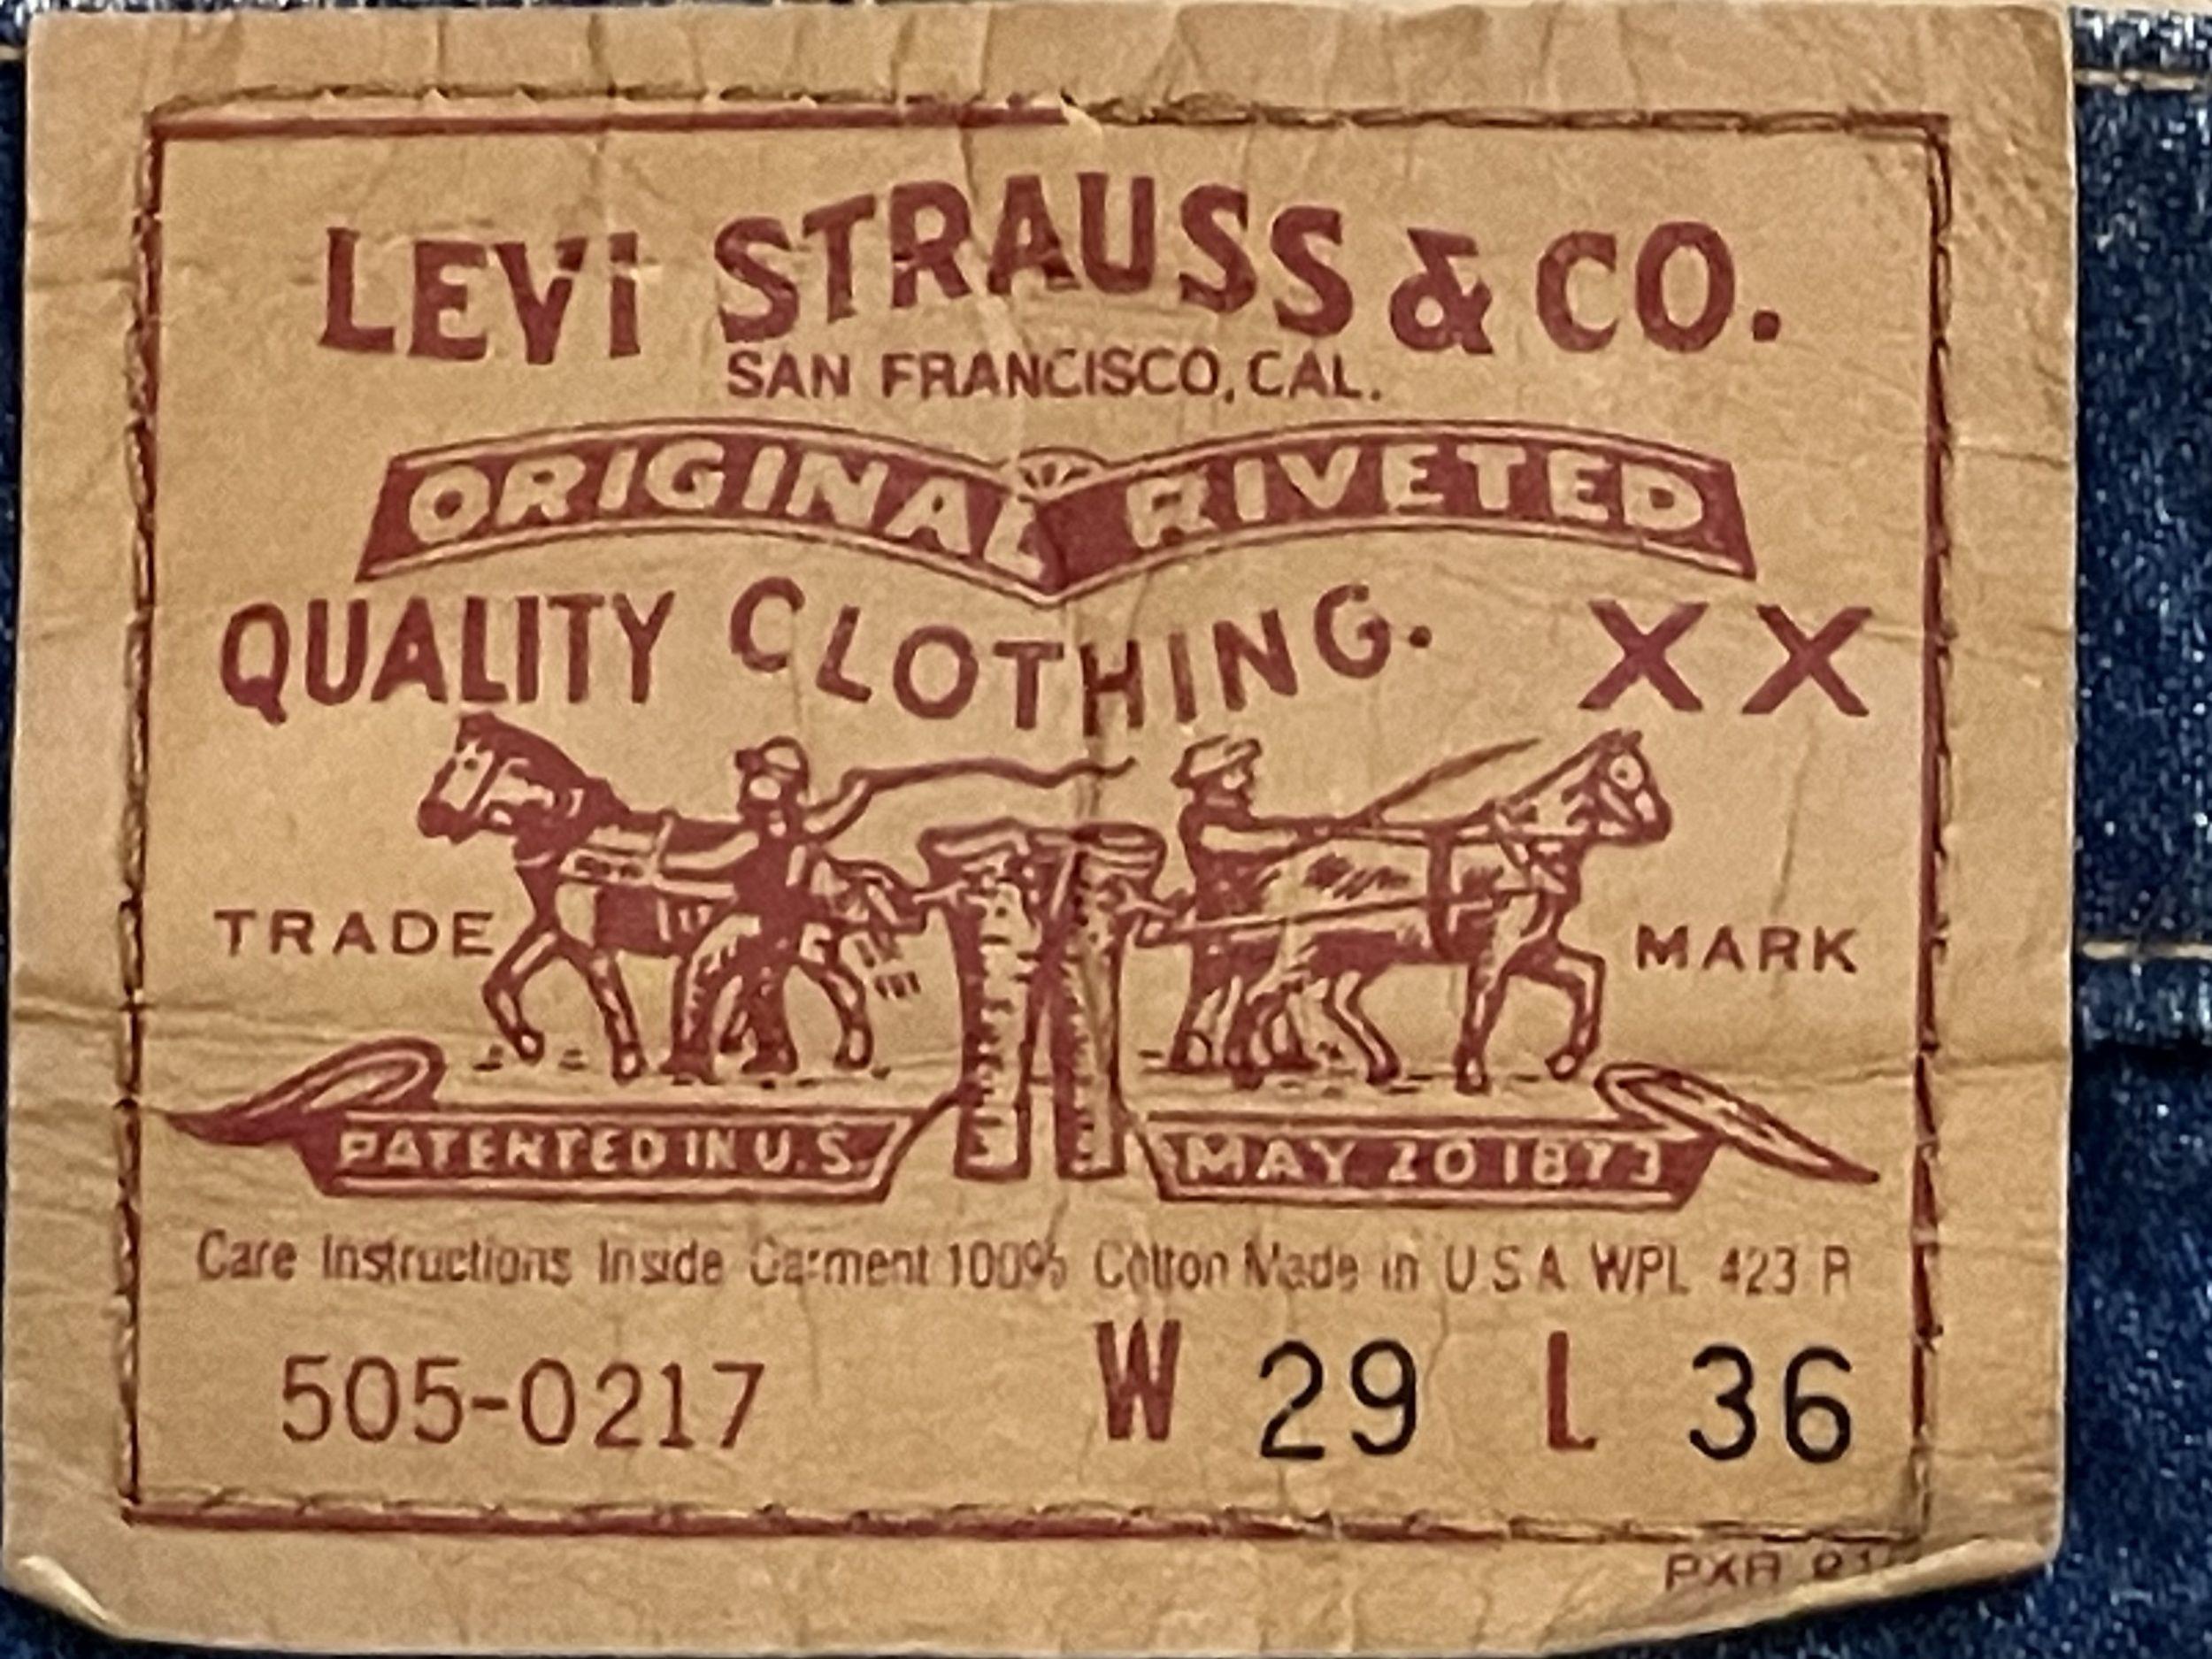 LEVi STRAUSS & CO.
SAN FRANCISCO, CAL.
ORIGINAL RIVETED
QUALITY CLOTHING. XX
TRADE MARK
PATENTED IN U.S. MAY 20 1873
Care Instructions Inside Garment 100% Cotton Made in U S A WPL 423 R
505-0217 W 29 L 36